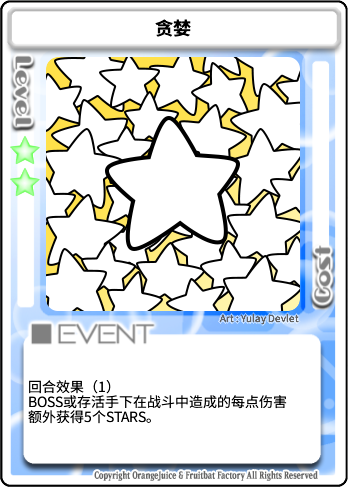 贪婪
Level
Cost
Art : Yulay Devlet
EVENT
回合效果（1）
BOSS或存活手下在战斗中造成的每点伤害
额外获得5个STARS。
Copyright OrangeJuice & Fruitbat Factory All Rights Reserved